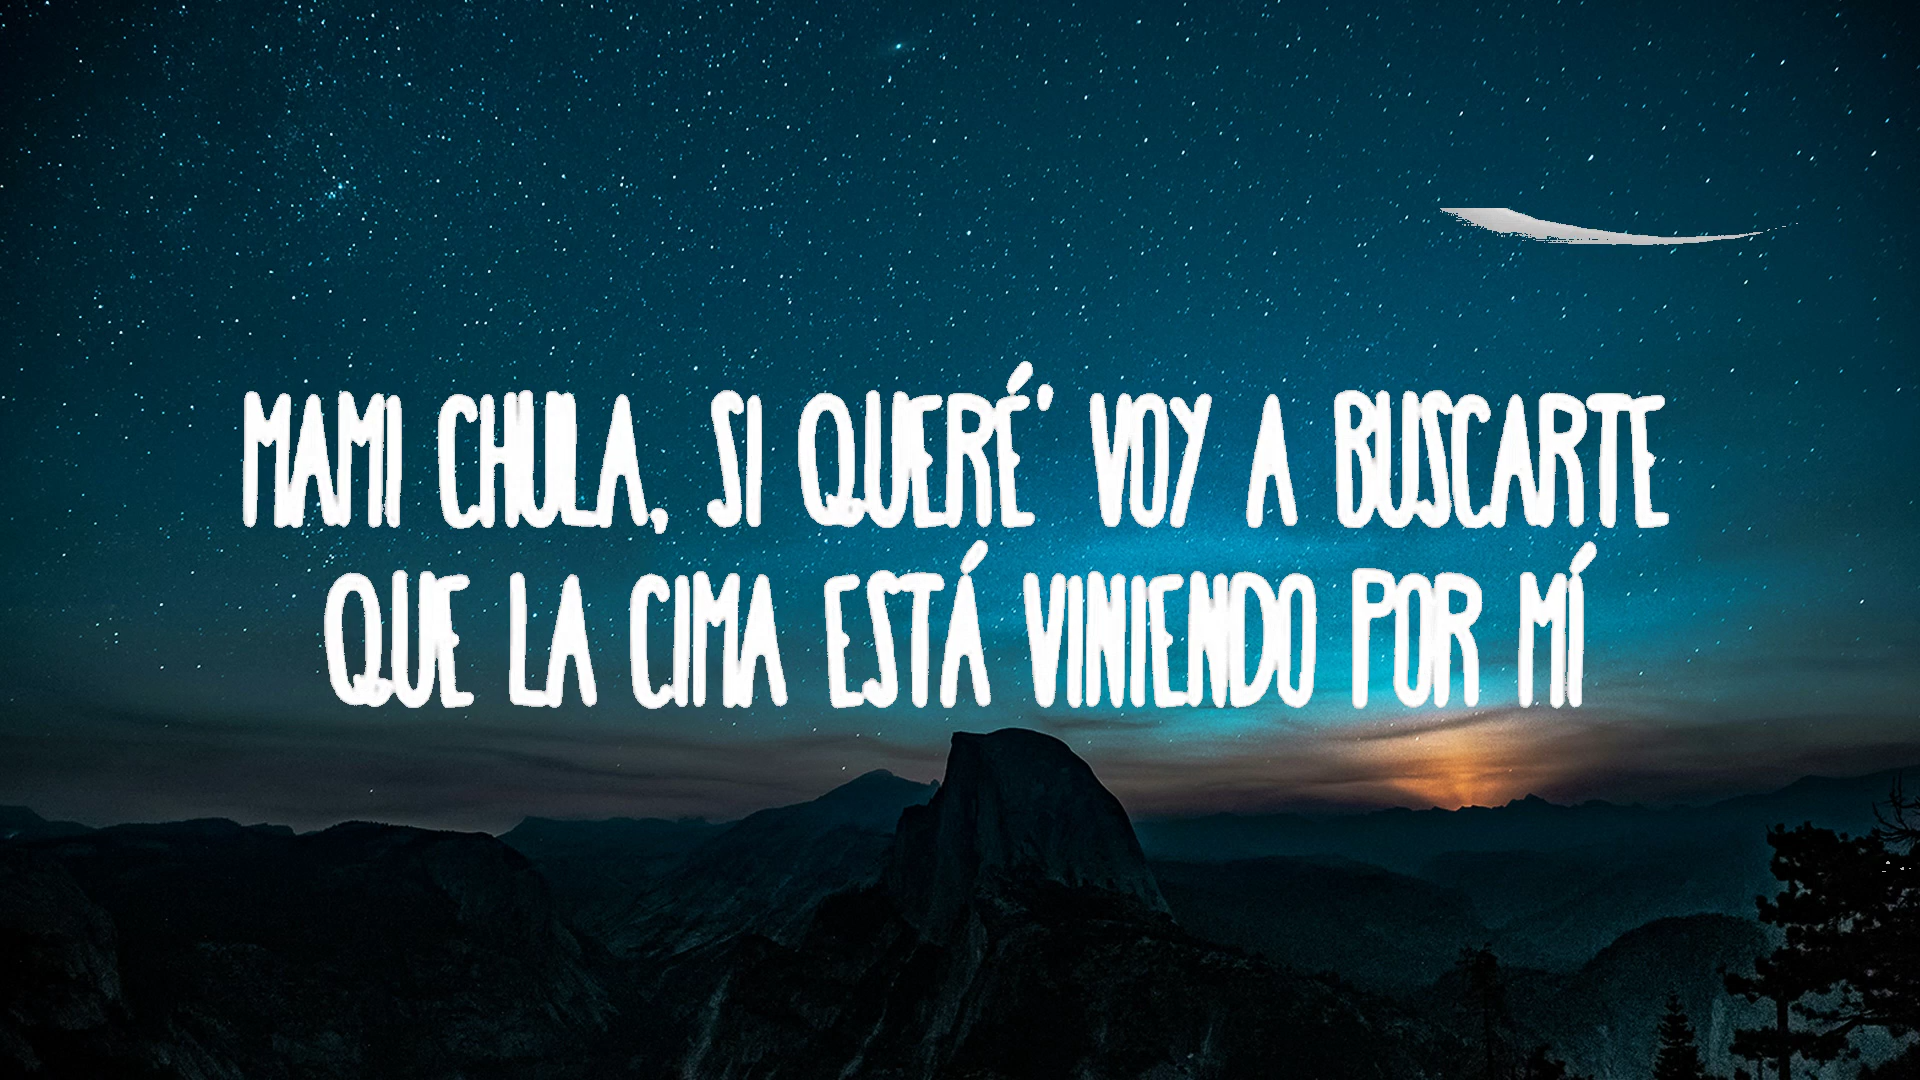 MAMI CHULA, SI QUERÉ' VOY A BUSCARTE
QUE LA CIMA ESTÁ VINIENDO POR MÍ